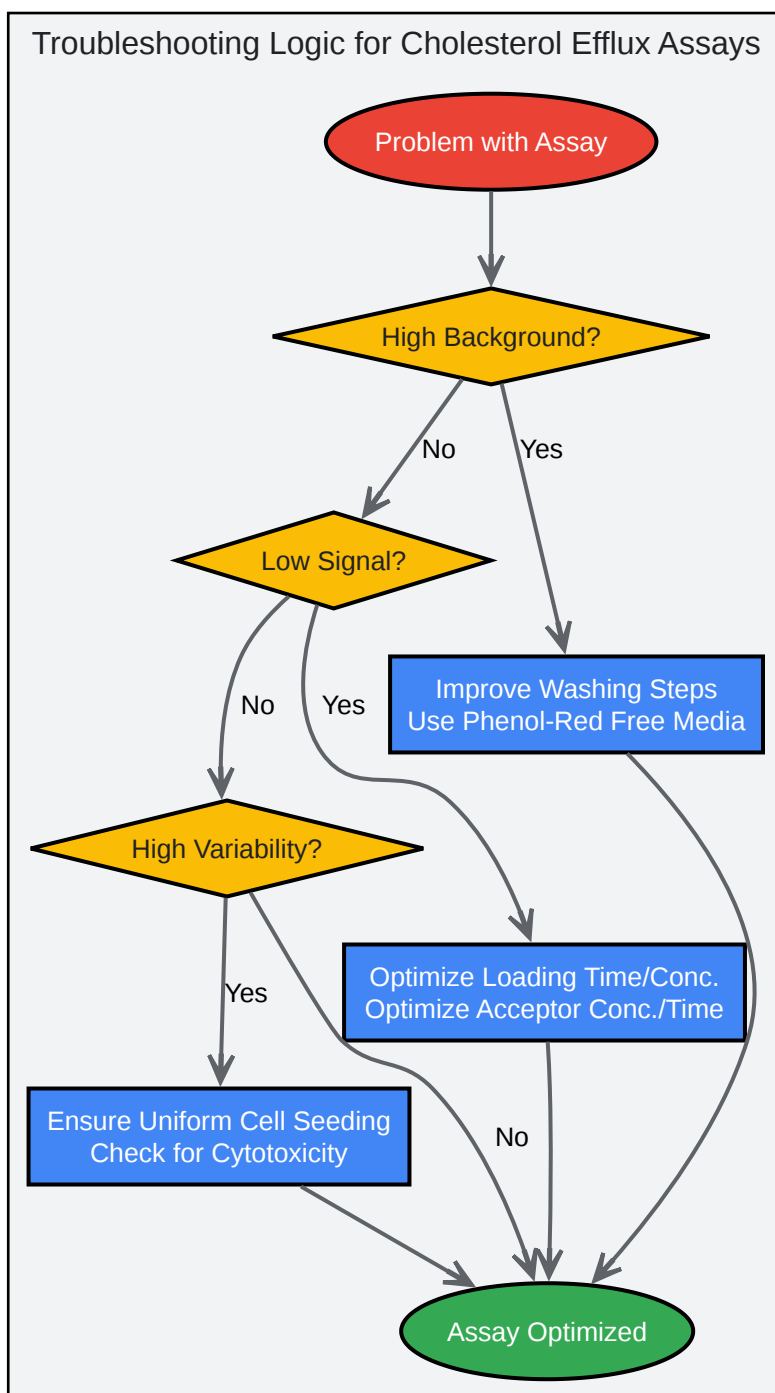 Troubleshooting Logic for Cholesterol Efflux Assays
Problem with Assay
High Background?
No
Yes
Low Signal?
Improve Washing Steps
Use Phenol-Red Free Media
No
Yes
High Variability?
Optimize Loading Time/Conc.
Optimize Acceptor Conc./Time
Yes
Ensure Uniform Cell Seeding
Check for Cytotoxicity
No
Assay Optimized